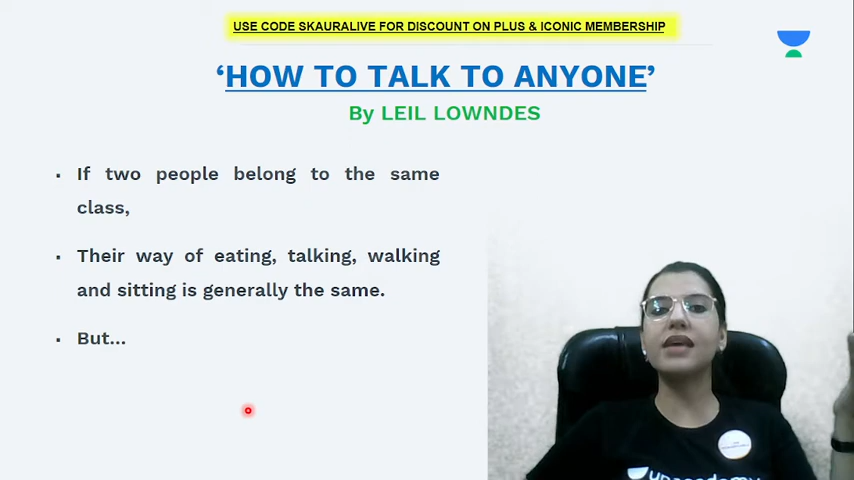 USE CODE SKAURALIVE FOR DISCOUNT ON PLUS & ICONIC MEMBERSHIP
‘HOW TO TALK TO ANYONE’
By LEIL LOWNDES
▪ If two people belong to the same
class,
▪ Their way of eating, talking, walking
and sitting is generally the same.
▪ But...
unacademy